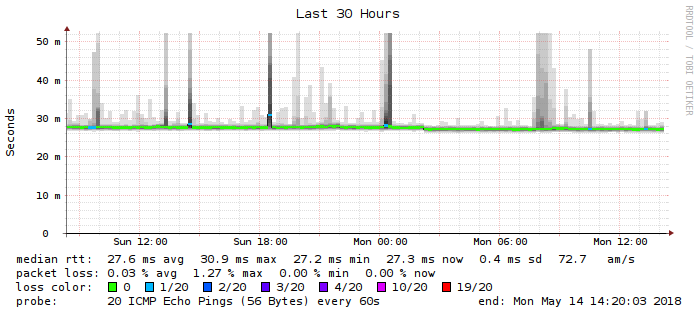 Last 30 Hours
RRDTOOL / TOBI OETIKER
Seconds
50 m
40 m
30 m
20 m
10 m
0
Sun 12:00 Sun 18:00 Mon 00:00 Mon 06:00 Mon 12:00
median rtt: 27.6 ms avg 30.9 ms max 27.2 ms min 27.3 ms now 0.4 ms sd 72.7 am/s
packet loss: 0.03 % avg 1.27 % max 0.00 % min 0.00 % now
loss color: 0 1/20 2/20 3/20 4/20 10/20 19/20
probe: 20 ICMP Echo Pings (56 Bytes) every 60s end: Mon May 14 14:20:03 2018